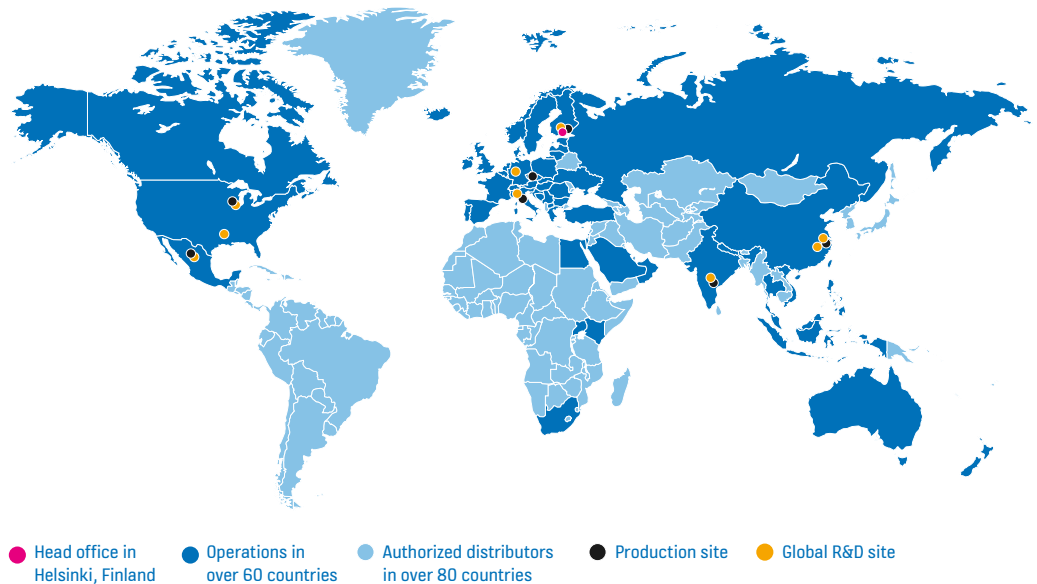 Head office in
Helsinki, Finland
Operations in
over 60 countries
Authorized distributors
in over 80 countries
Production site
Global R&D site